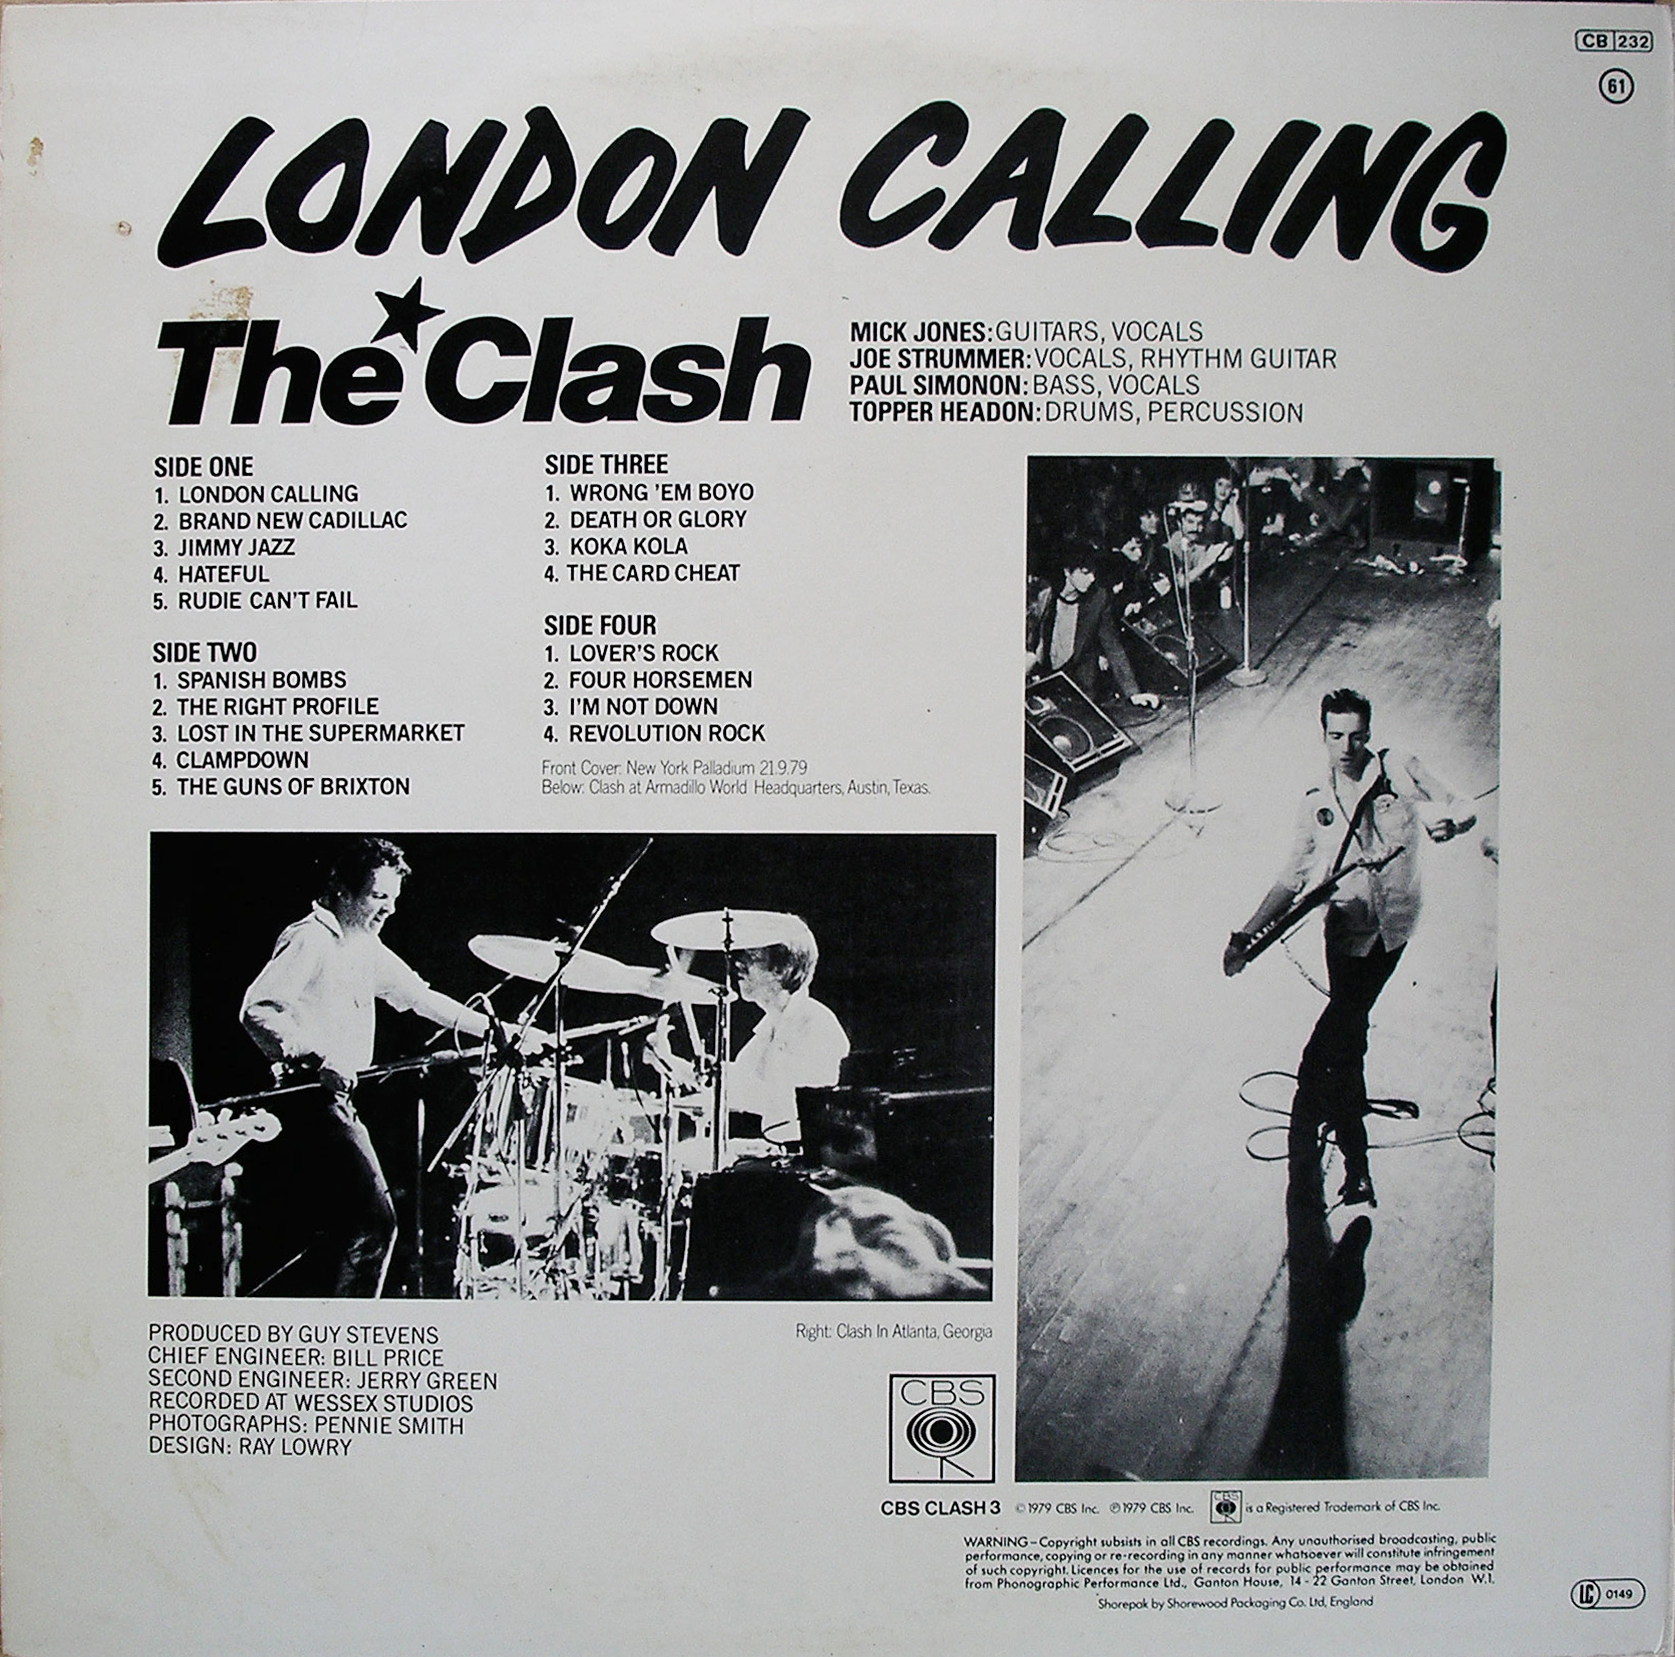 CB 232
61
LONDON CALLING
The Clash
MICK JONES: GUITARS, VOCALS
JOE STRUMMER: VOCALS, RHYTHM GUITAR
PAUL SIMONON: BASS, VOCALS
TOPPER HEADON: DRUMS, PERCUSSION
SIDE ONE
1. LONDON CALLING
2. BRAND NEW CADILLAC
3. JIMMY JAZZ
4. HATEFUL
5. RUDIE CAN'T FAIL
SIDE TWO
1. SPANISH BOMBS
2. THE RIGHT PROFILE
3. LOST IN THE SUPERMARKET
4. CLAMPDOWN
5. THE GUNS OF BRIXTON
SIDE THREE
1. WRONG 'EM BOYO
2. DEATH OR GLORY
3. KOKA KOLA
4. THE CARD CHEAT
SIDE FOUR
1. LOVER'S ROCK
2. FOUR HORSEMEN
3. I'M NOT DOWN
4. REVOLUTION ROCK
Front Cover: New York Palladium 21.9.79
Below: Clash at Armadillo World Headquarters, Austin, Texas.
PRODUCED BY GUY STEVENS
CHIEF ENGINEER: BILL PRICE
SECOND ENGINEER: JERRY GREEN
RECORDED AT WESSEX STUDIOS
PHOTOGRAPHS: PENNIE SMITH
DESIGN: RAY LOWRY
Right: Clash In Atlanta, Georgia
CBS
CBS CLASH 3 © 1979 CBS Inc. ℗ 1979 CBS Inc. CBS is a Registered Trademark of CBS Inc.
WARNING – Copyright subsists in all CBS recordings. Any unauthorised broadcasting, public
performance, copying or re-recording in any manner whatsoever will constitute infringement
of such copyright. Licences for the use of records for public performance may be obtained
from Phonographic Performance Ltd., Ganton House, 14 - 22 Ganton Street, London W.1.
Shorepak by Shorewood Packaging Co. Ltd, England
LC 0149